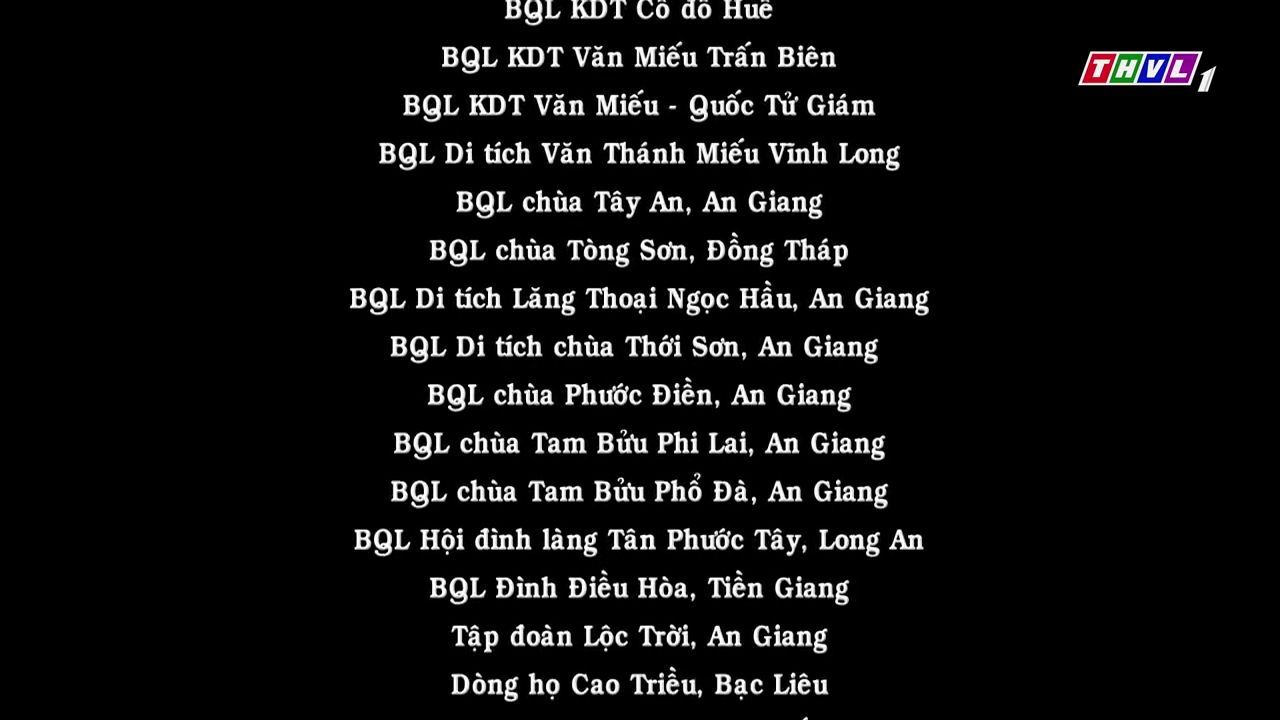 BQL KDT Cố đô Huế
BQL KDT Văn Miếu Trấn Biên
THVL1
BQL KDT Văn Miếu - Quốc Tử Giám
BQL Di tích Văn Thánh Miếu Vĩnh Long
BQL chùa Tây An, An Giang
BQL chùa Tòng Sơn, Đồng Tháp
BQL Di tích Lăng Thoại Ngọc Hầu, An Giang
BQL Di tích chùa Thới Sơn, An Giang
BQL chùa Phước Điền, An Giang
BQL chùa Tam Bửu Phi Lai, An Giang
BQL chùa Tam Bửu Phổ Đà, An Giang
BQL Hội đình làng Tân Phước Tây, Long An
BQL Đình Điều Hòa, Tiền Giang
Tập đoàn Lộc Trời, An Giang
Dòng họ Cao Triều, Bạc Liêu